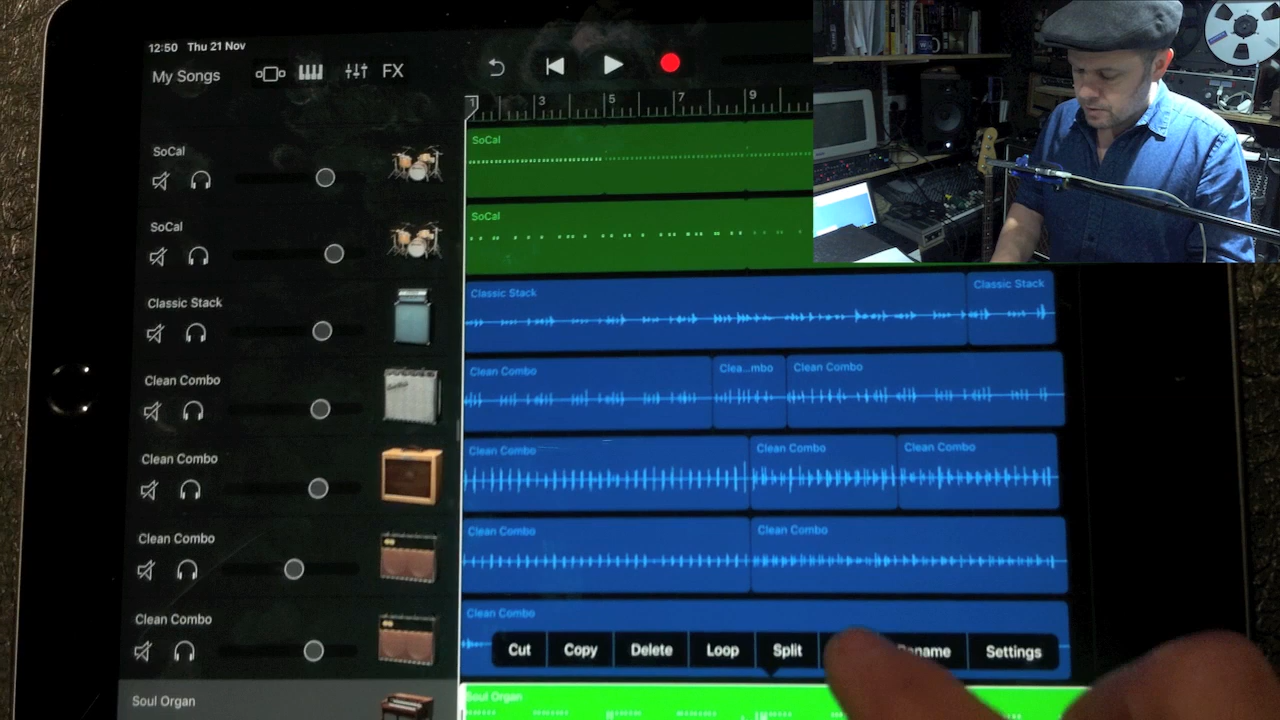 12:50 Thu 21 Nov
My Songs FX
1 3 5 7 9
SoCal
SoCal
SoCal
SoCal
Classic Stack
Classic Stack
Classic Stack
Clean Combo
Clean Combo
Clea...mbo
Clean Combo
Clean Combo
Clean Combo
Clean Combo
Clean Combo
Clean Combo
Clean Combo
Clean Combo
Clean Combo
Clean Combo
Cut Copy Delete Loop Split ename Settings
Soul Organ
Soul Organ